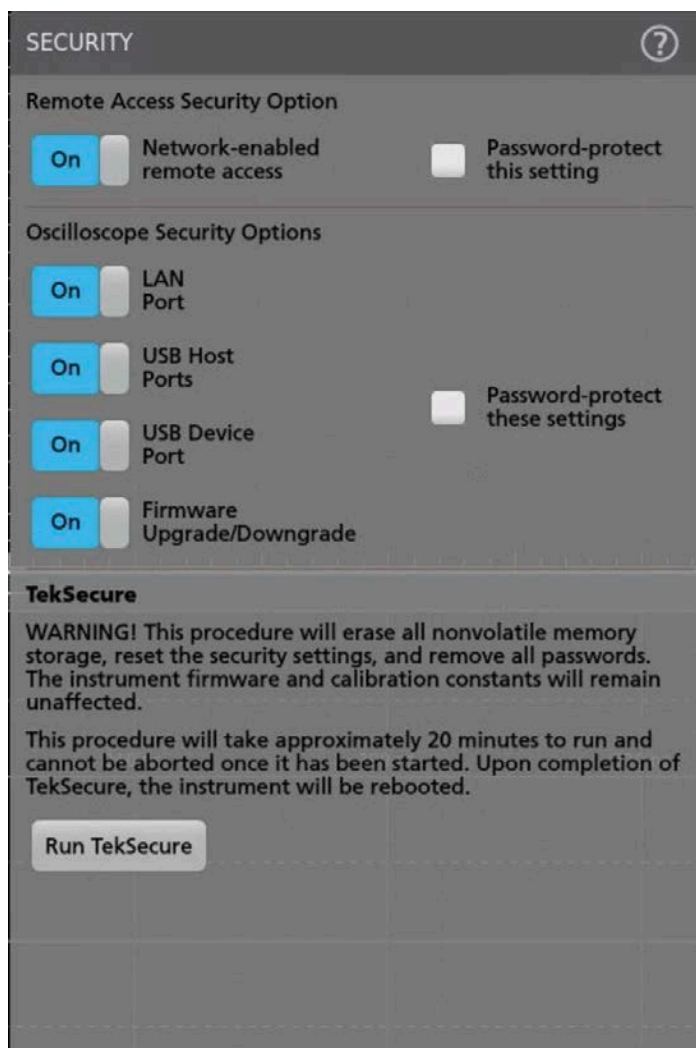 SECURITY
?
Remote Access Security Option
On
Network-enabled
remote access
Password-protect
this setting
Oscilloscope Security Options
On
LAN
Port
On
USB Host
Ports
Password-protect
these settings
On
USB Device
Port
On
Firmware
Upgrade/Downgrade
TekSecure
WARNING! This procedure will erase all nonvolatile memory
storage, reset the security settings, and remove all passwords.
The instrument firmware and calibration constants will remain
unaffected.
This procedure will take approximately 20 minutes to run and
cannot be aborted once it has been started. Upon completion of
TekSecure, the instrument will be rebooted.
Run TekSecure